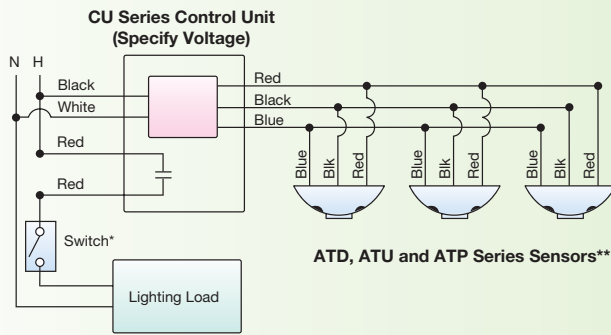 CU Series Control Unit
(Specify Voltage)
N H
Black
White
Red
Red
Red
Black
Blue
Blue
Blk
Red
Blue
Blk
Red
Blue
Blk
Red
Switch*
ATD, ATU and ATP Series Sensors**
Lighting Load